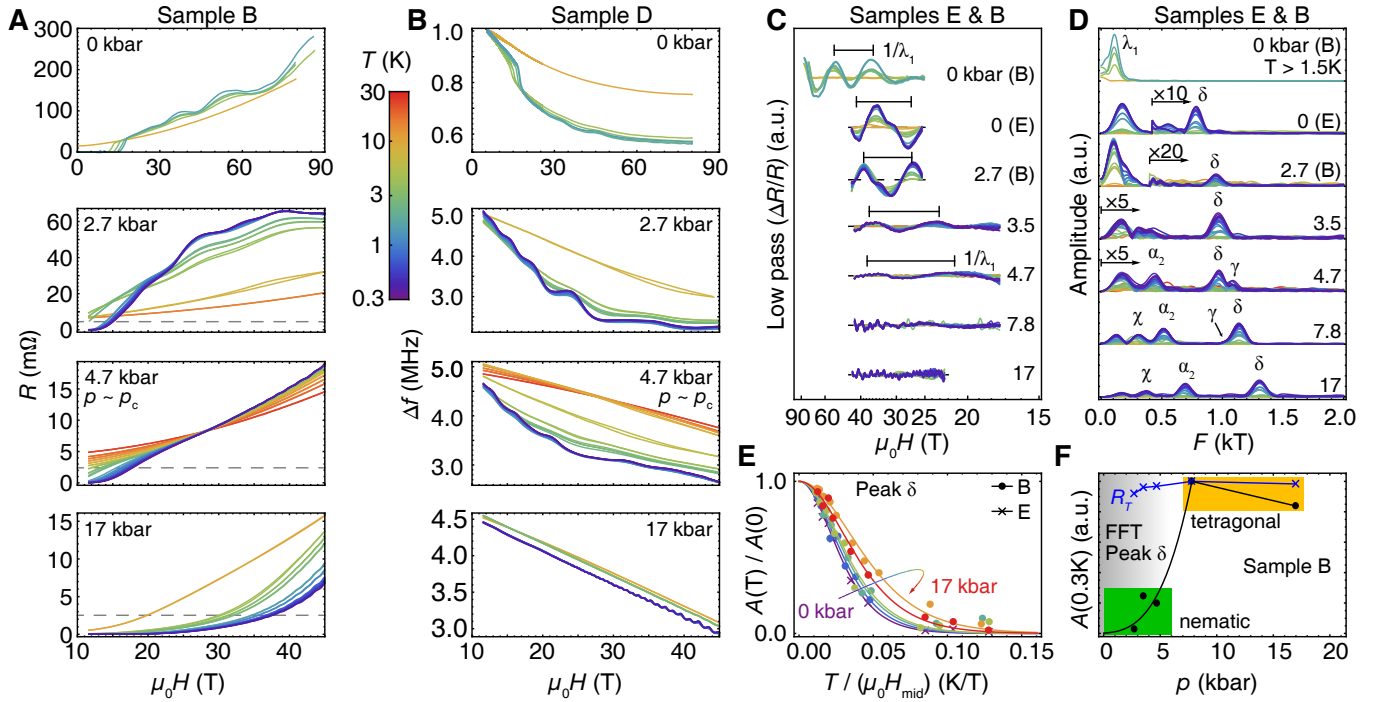 A
Sample B
0 kbar
300
200
100
0
0
30
60
90
2.7 kbar
60
40
20
0
4.7 kbar
p ~ pc
15
10
5
0
17 kbar
15
10
5
0
10
20
30
40
R (mΩ)
μ0H (T)
T (K)
30
10
3
1
0.3
B
Sample D
0 kbar
1.0
0.8
0.6
0
30
60
90
2.7 kbar
5.0
4.0
3.0
4.7 kbar
p ~ pc
5.0
4.0
3.0
17 kbar
4.5
4.0
3.5
3.0
10
20
30
40
Δf (MHz)
μ0H (T)
C
Samples E & B
1/λ1
0 kbar (B)
0 (E)
2.7 (B)
3.5
1/λ1
4.7
7.8
17
90
60
40
30
25
20
15
Low pass (ΔR/R) (a.u.)
μ0H (T)
D
Samples E & B
λ1
0 kbar (B)
T > 1.5K
×10
δ
0 (E)
×20
δ
2.7 (B)
×5
δ
3.5
×5
α2
δ
γ
4.7
χ
α2
γ
δ
7.8
χ
α2
δ
17
0.0
0.5
1.0
1.5
2.0
Amplitude (a.u.)
F (kT)
E
Peak δ
B
E
1.0
0.0
17 kbar
0 kbar
0.00
0.05
0.10
0.15
A(T) / A(0)
T / (μ0Hmid) (K/T)
F
RT
FFT
Peak δ
tetragonal
Sample B
nematic
0
5
10
15
20
A(0.3K) (a.u.)
p (kbar)